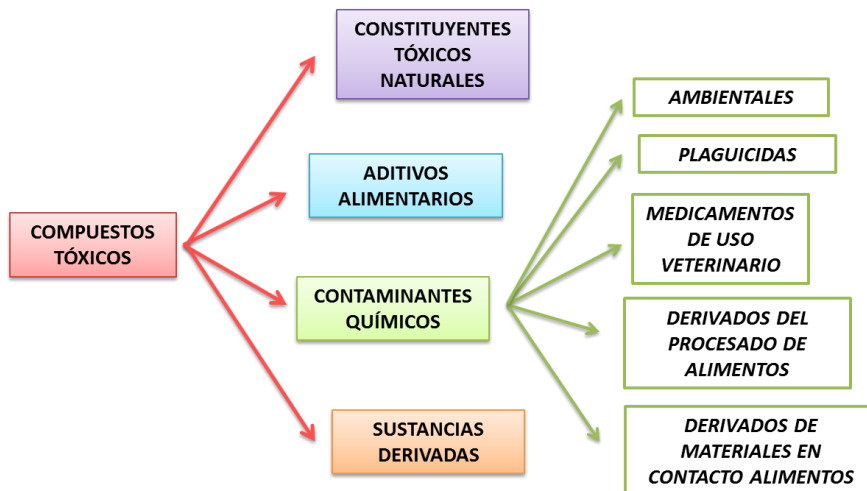 CONSTITUYENTES
TÓXICOS
NATURALES
ADITIVOS
ALIMENTARIOS
COMPUESTOS
TÓXICOS
CONTAMINANTES
QUÍMICOS
SUSTANCIAS
DERIVADAS
AMBIENTALES
PLAGUICIDAS
MEDICAMENTOS
DE USO
VETERINARIO
DERIVADOS DEL
PROCESADO DE
ALIMENTOS
DERIVADOS DE
MATERIALES EN
CONTACTO ALIMENTOS